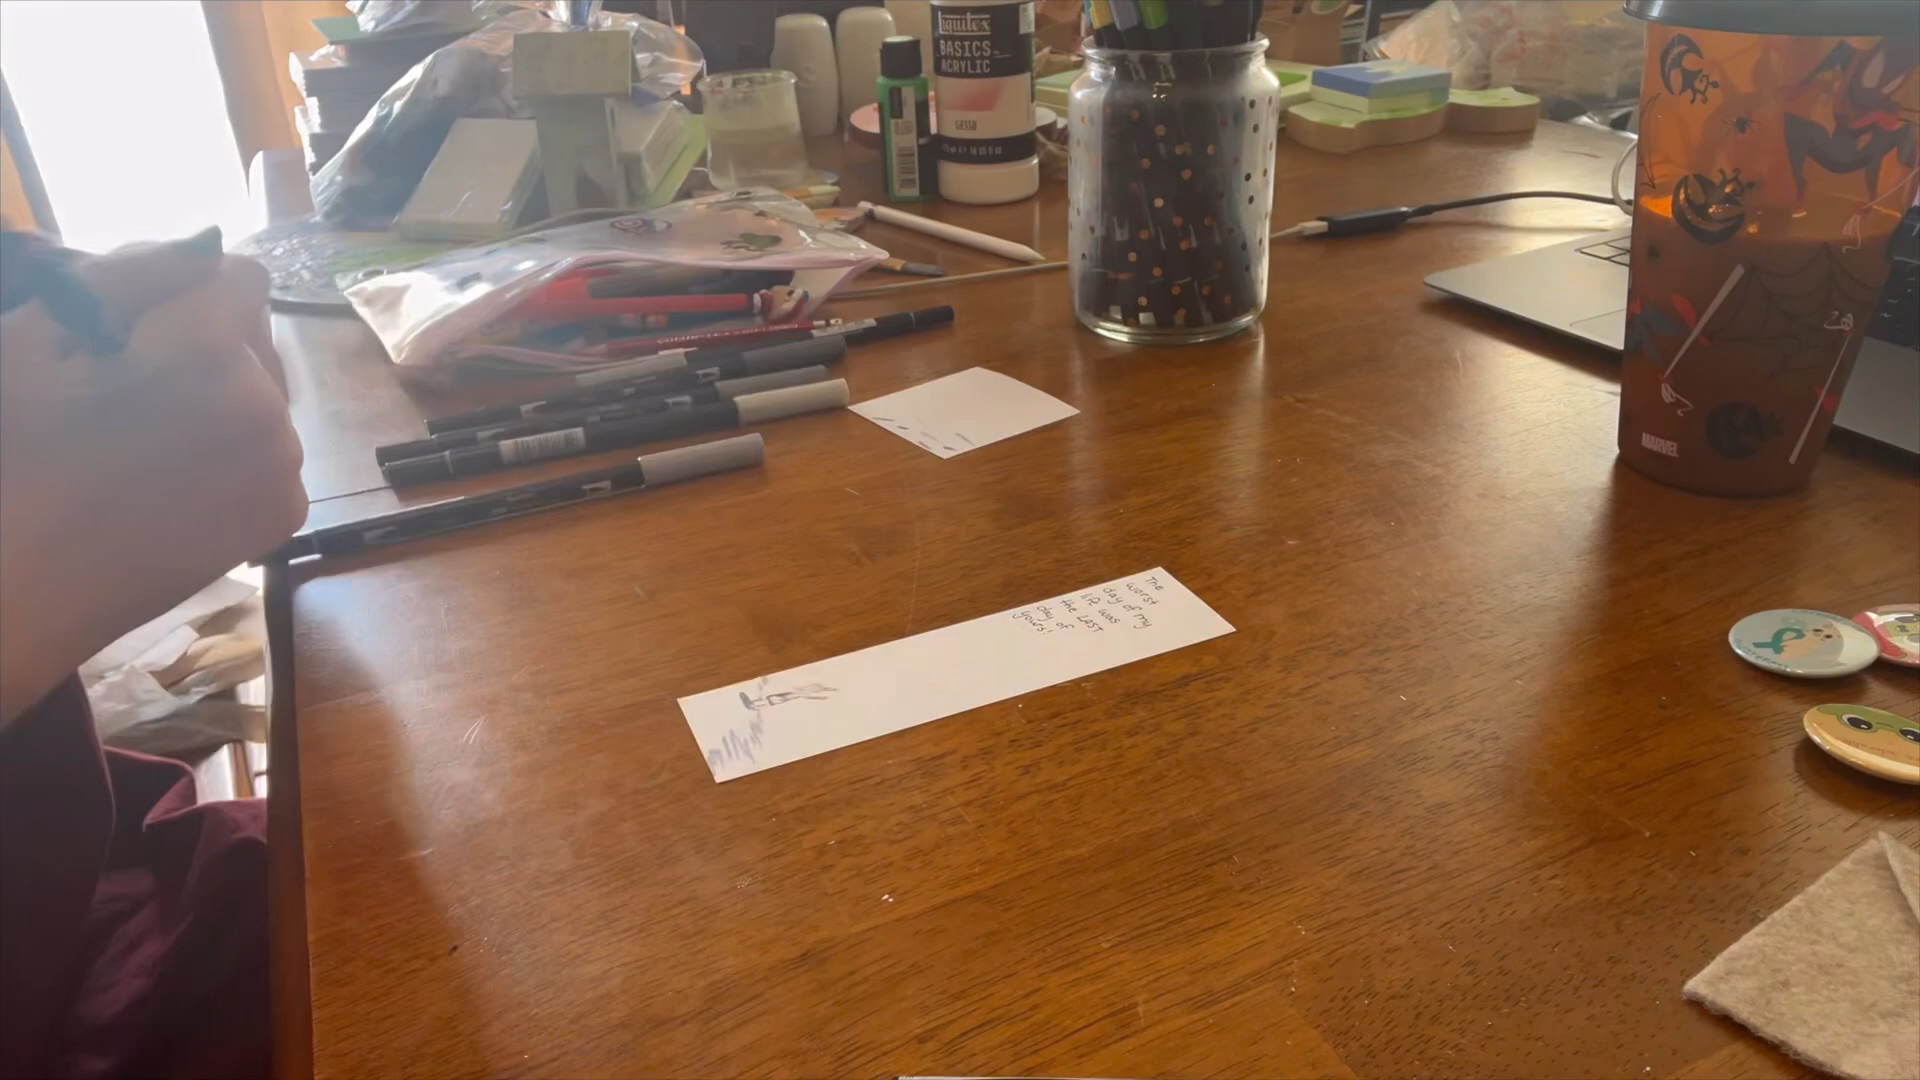 liquitex
BASICS
ACRYLIC
GESSO
MARVEL
The
worst
day of my
life was
the LAST
day of
yours!